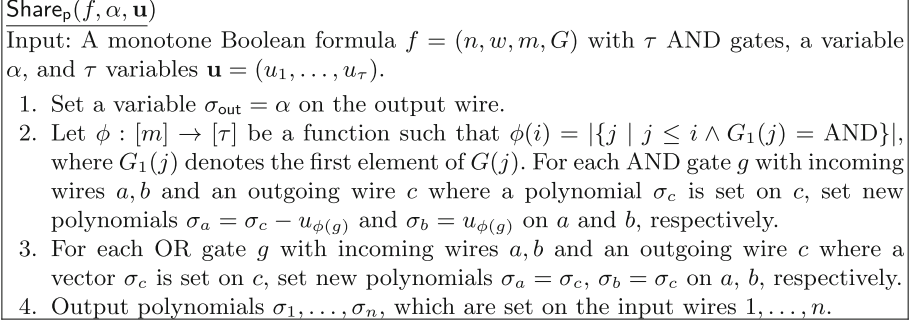 Share_p(f, α, u)
Input: A monotone Boolean formula f = (n, w, m, G) with τ AND gates, a variable
α, and τ variables u = (u_1, . . . , u_τ).
1. Set a variable σ_out = α on the output wire.
2. Let ϕ : [m] → [τ] be a function such that ϕ(i) = |{j | j ≤ i ∧ G_1(j) = AND}|,
where G_1(j) denotes the first element of G(j). For each AND gate g with incoming
wires a, b and an outgoing wire c where a polynomial σ_c is set on c, set new
polynomials σ_a = σ_c − u_ϕ(g) and σ_b = u_ϕ(g) on a and b, respectively.
3. For each OR gate g with incoming wires a, b and an outgoing wire c where a
vector σ_c is set on c, set new polynomials σ_a = σ_c, σ_b = σ_c on a, b, respectively.
4. Output polynomials σ_1, . . . , σ_n, which are set on the input wires 1, . . . , n.